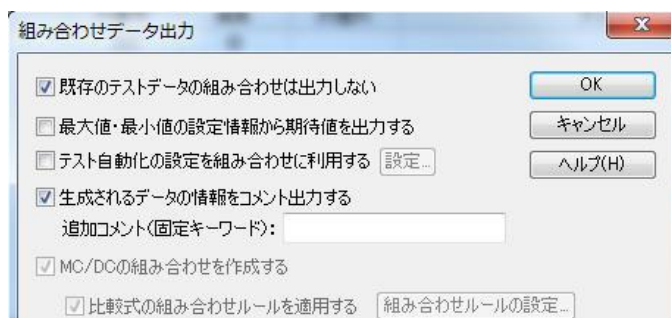 組み合わせデータ出力
既存のテストデータの組み合わせは出力しない
OK
最大値・最小値の設定情報から期待値を出力する
キャンセル
テスト自動化の設定を組み合わせに利用する 設定...
ヘルプ(H)
生成されるデータの情報をコメント出力する
追加コメント(固定キーワード):
MC/DCの組み合わせを作成する
比較式の組み合わせルールを適用する 組み合わせルールの設定...